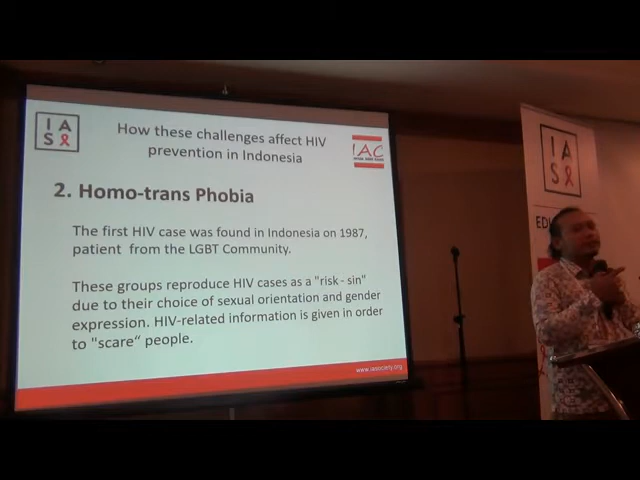 I A
S
How these challenges affect HIV
prevention in Indonesia
IAC
2. Homo-trans Phobia
The first HIV case was found in Indonesia on 1987,
patient from the LGBT Community.
These groups reproduce HIV cases as a "risk - sin"
due to their choice of sexual orientation and gender
expression. HIV-related information is given in order
to "scare" people.
www.iasociety.org
I A
S